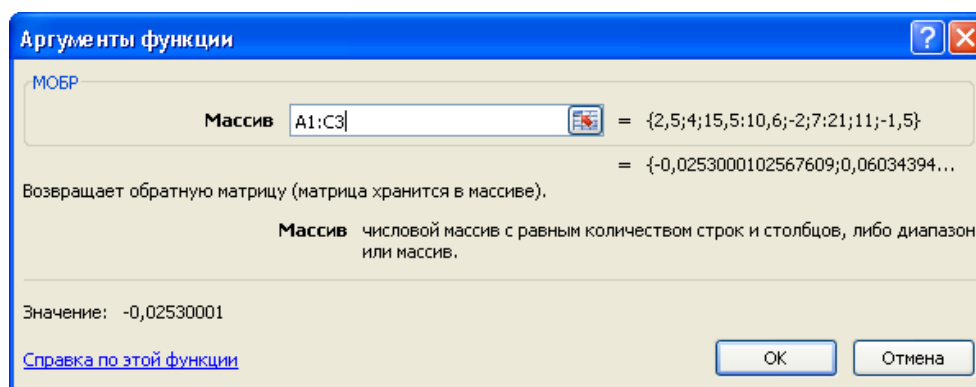 Аргументы функции
МОБР
Массив A1:C3 = {2,5;4;15,5:10,6;-2;7:21;11;-1,5}
= {-0,0253000102567609;0,06034394...
Возвращает обратную матрицу (матрица хранится в массиве).
Массив числовой массив с равным количеством строк и столбцов, либо диапазон
или массив.
Значение: -0,02530001
Справка по этой функции OK Отмена